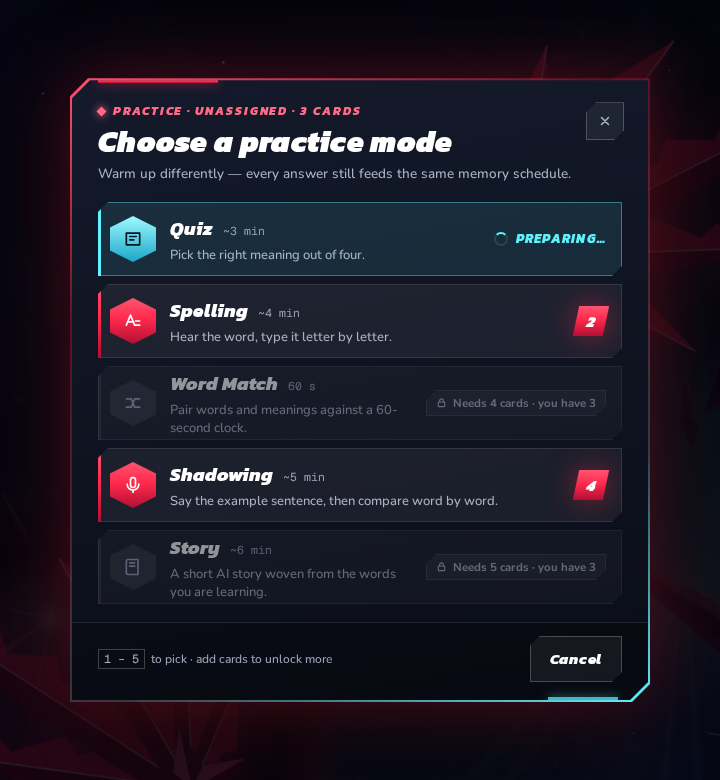 PRACTICE · UNASSIGNED · 3 CARDS
Choose a practice mode
Warm up differently — every answer still feeds the same memory schedule.
Quiz ~3 min
Pick the right meaning out of four.
PREPARING…
Spelling ~4 min
Hear the word, type it letter by letter.
2
Word Match 60 s
Pair words and meanings against a 60-
second clock.
Needs 4 cards · you have 3
Shadowing ~5 min
Say the example sentence, then compare word by word.
4
Story ~6 min
A short AI story woven from the words
you are learning.
Needs 5 cards · you have 3
1 – 5 to pick · add cards to unlock more
Cancel